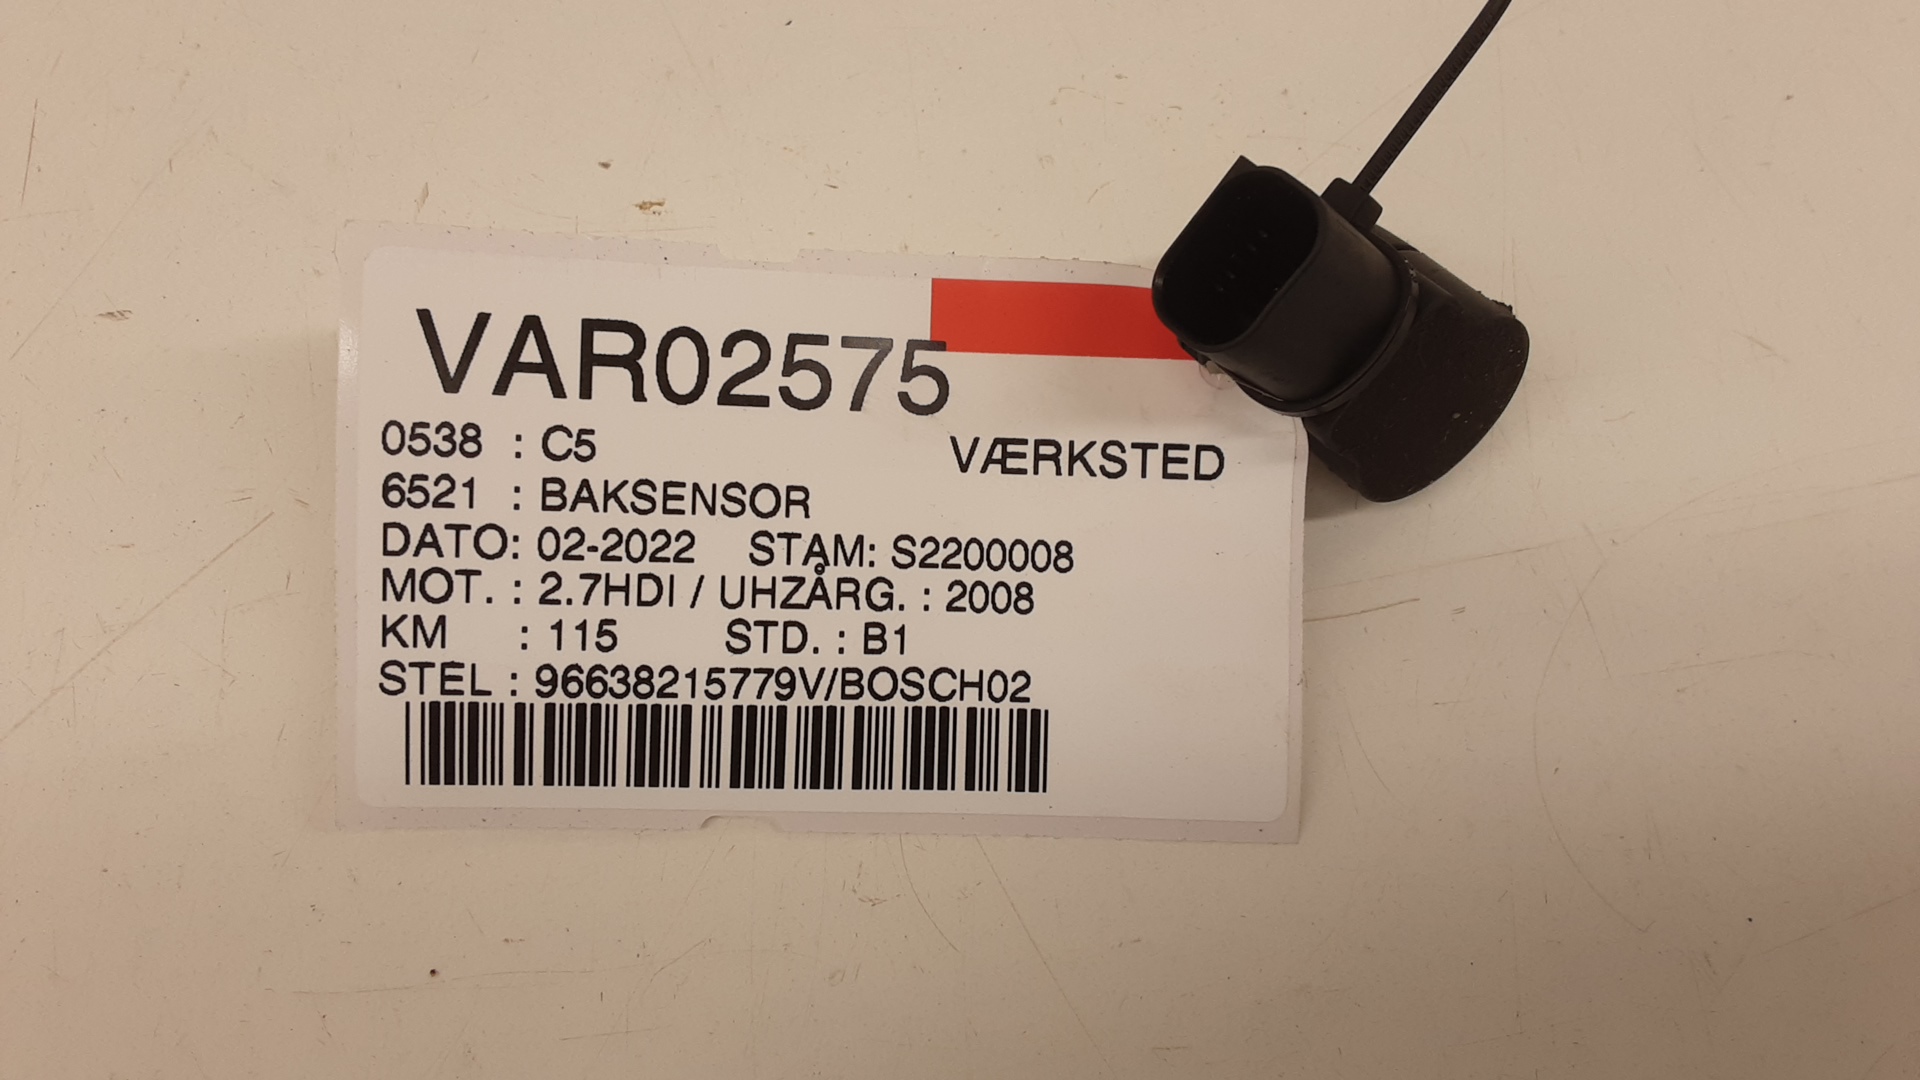 VAR02575
0538 : C5 VÆRKSTED
6521 : BAKSENSOR
DATO: 02-2022 STAM: S2200008
MOT. : 2.7HDI / UHZÅRG. : 2008
KM : 115 STD. : B1
STEL : 96638215779V/BOSCH02